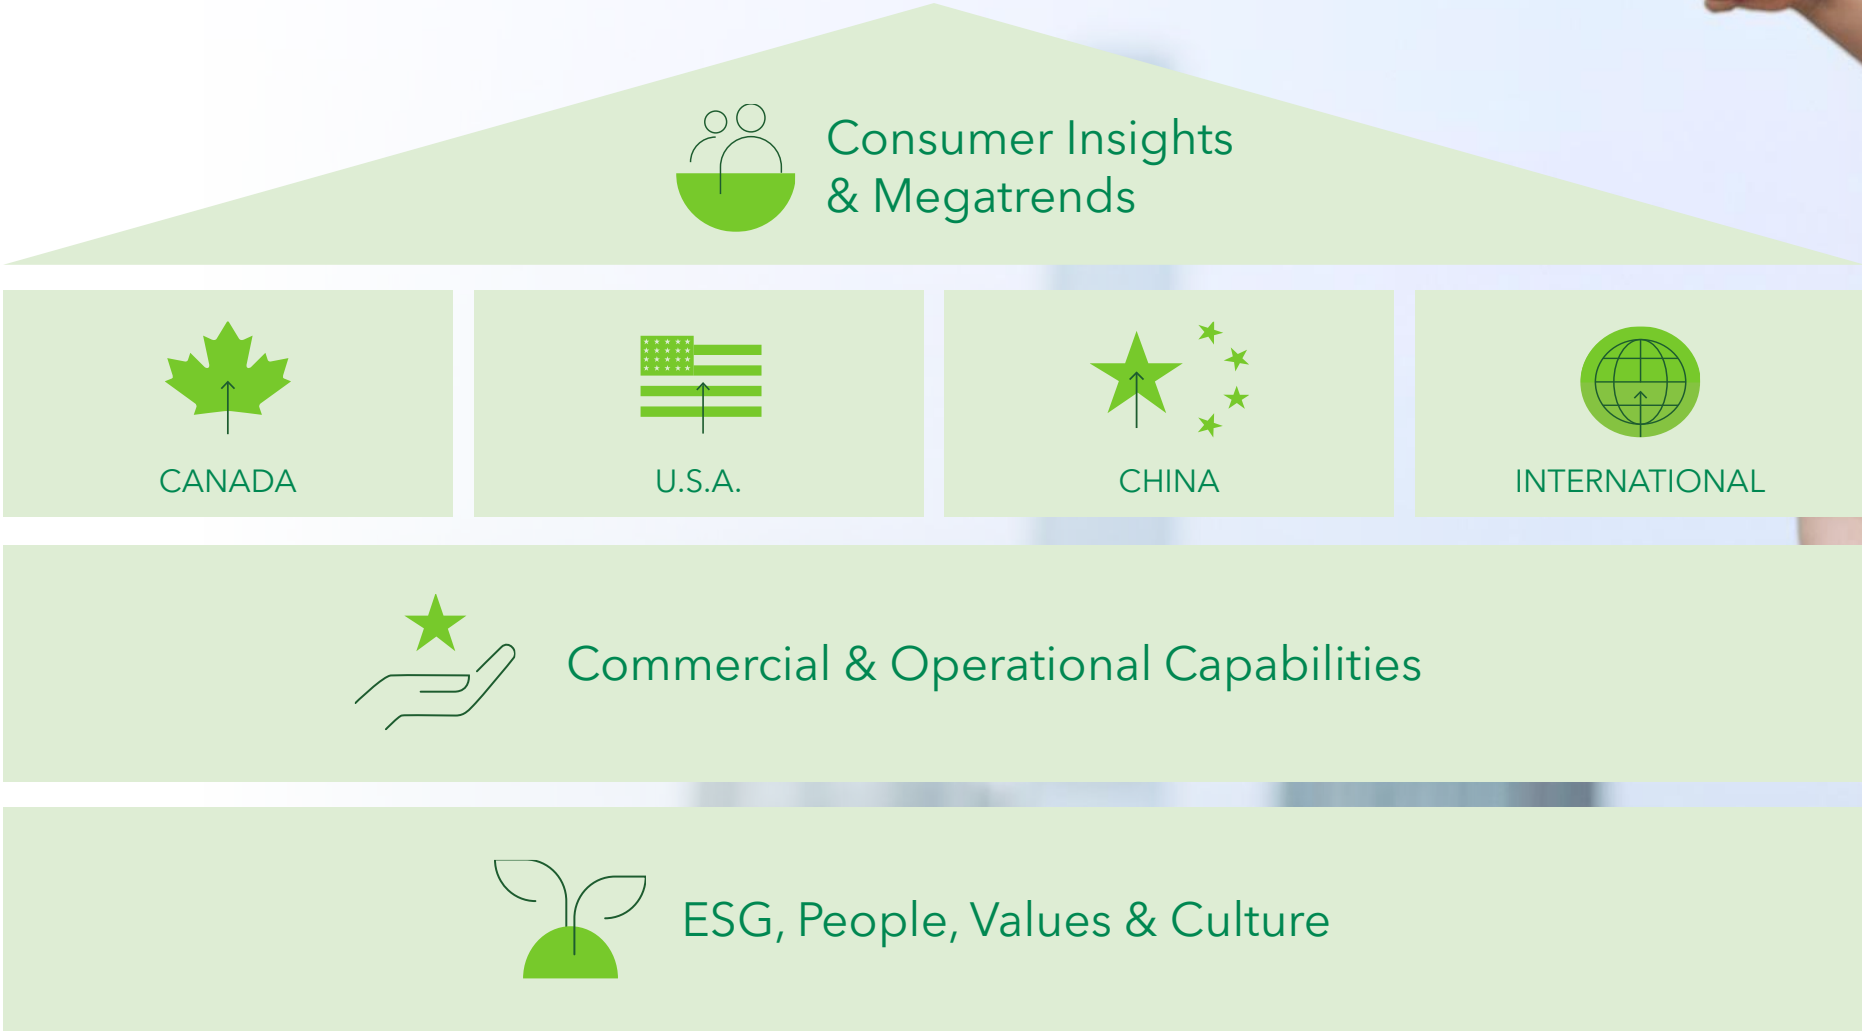 Consumer Insights
& Megatrends
CANADA
U.S.A.
CHINA
INTERNATIONAL
Commercial & Operational Capabilities
ESG, People, Values & Culture